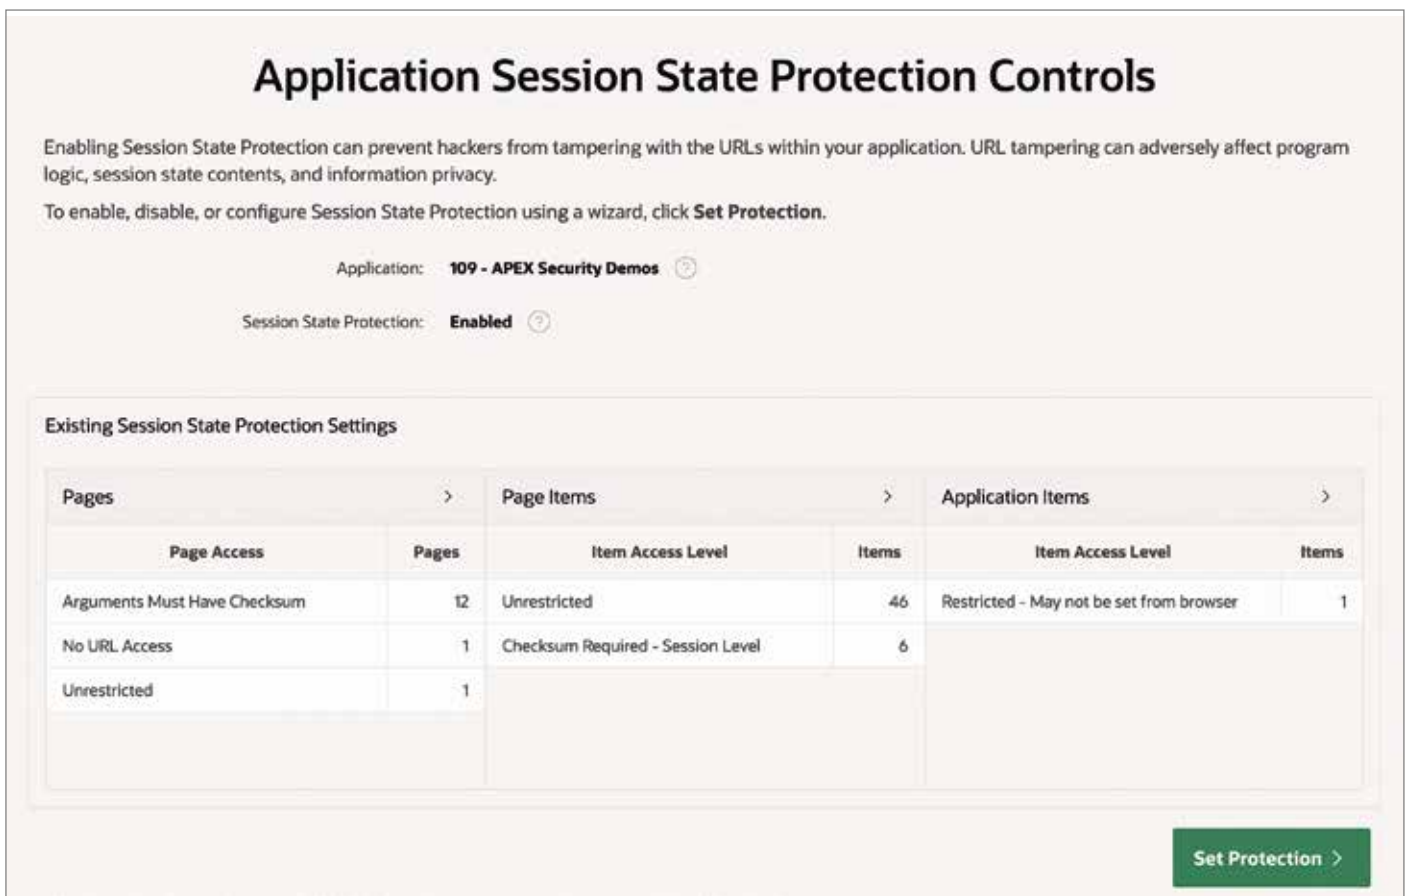 Application Session State Protection Controls
Enabling Session State Protection can prevent hackers from tampering with the URLs within your application. URL tampering can adversely affect program
logic, session state contents, and information privacy.
To enable, disable, or configure Session State Protection using a wizard, click Set Protection.
Application: 109 - APEX Security Demos ?
Session State Protection: Enabled ?
Existing Session State Protection Settings
Pages > Page Items > Application Items >
Page Access Pages Item Access Level Items Item Access Level Items
Arguments Must Have Checksum 12 Unrestricted 46 Restricted - May not be set from browser 1
No URL Access 1 Checksum Required - Session Level 6
Unrestricted 1
Set Protection >